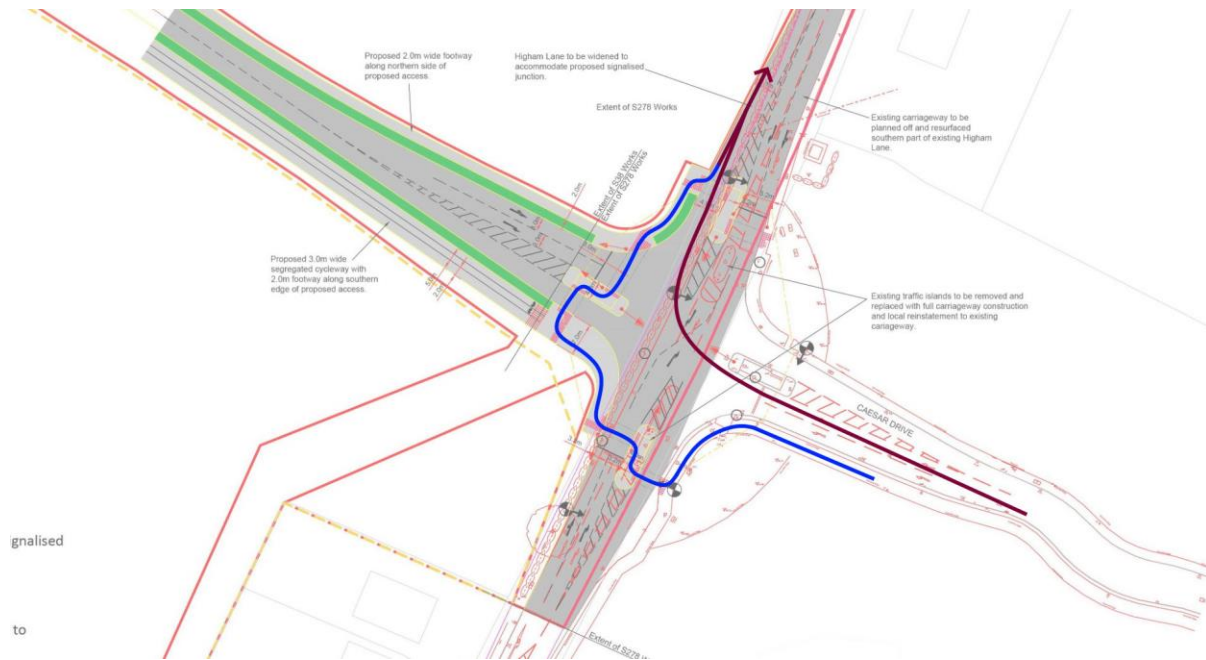 Proposed 2.0m wide footway
along northern side of
proposed access.
Higham Lane to be widened to
accommodate proposed signalised
junction.
Extent of S278 Works
Existing carriageway to be
planned off and resurfaced
southern part of existing Higham
Lane.
Extent of S38 Works
Extent of S278 Works
2.0m
Proposed 3.0m wide
segregated cycleway with
2.0m footway along southern
edge of proposed access.
Existing traffic islands to be removed and
replaced with full carriageway construction
and local reinstatement to existing
cariageway.
CAESAR DRIVE
ignalised
to
Extent of S278 W